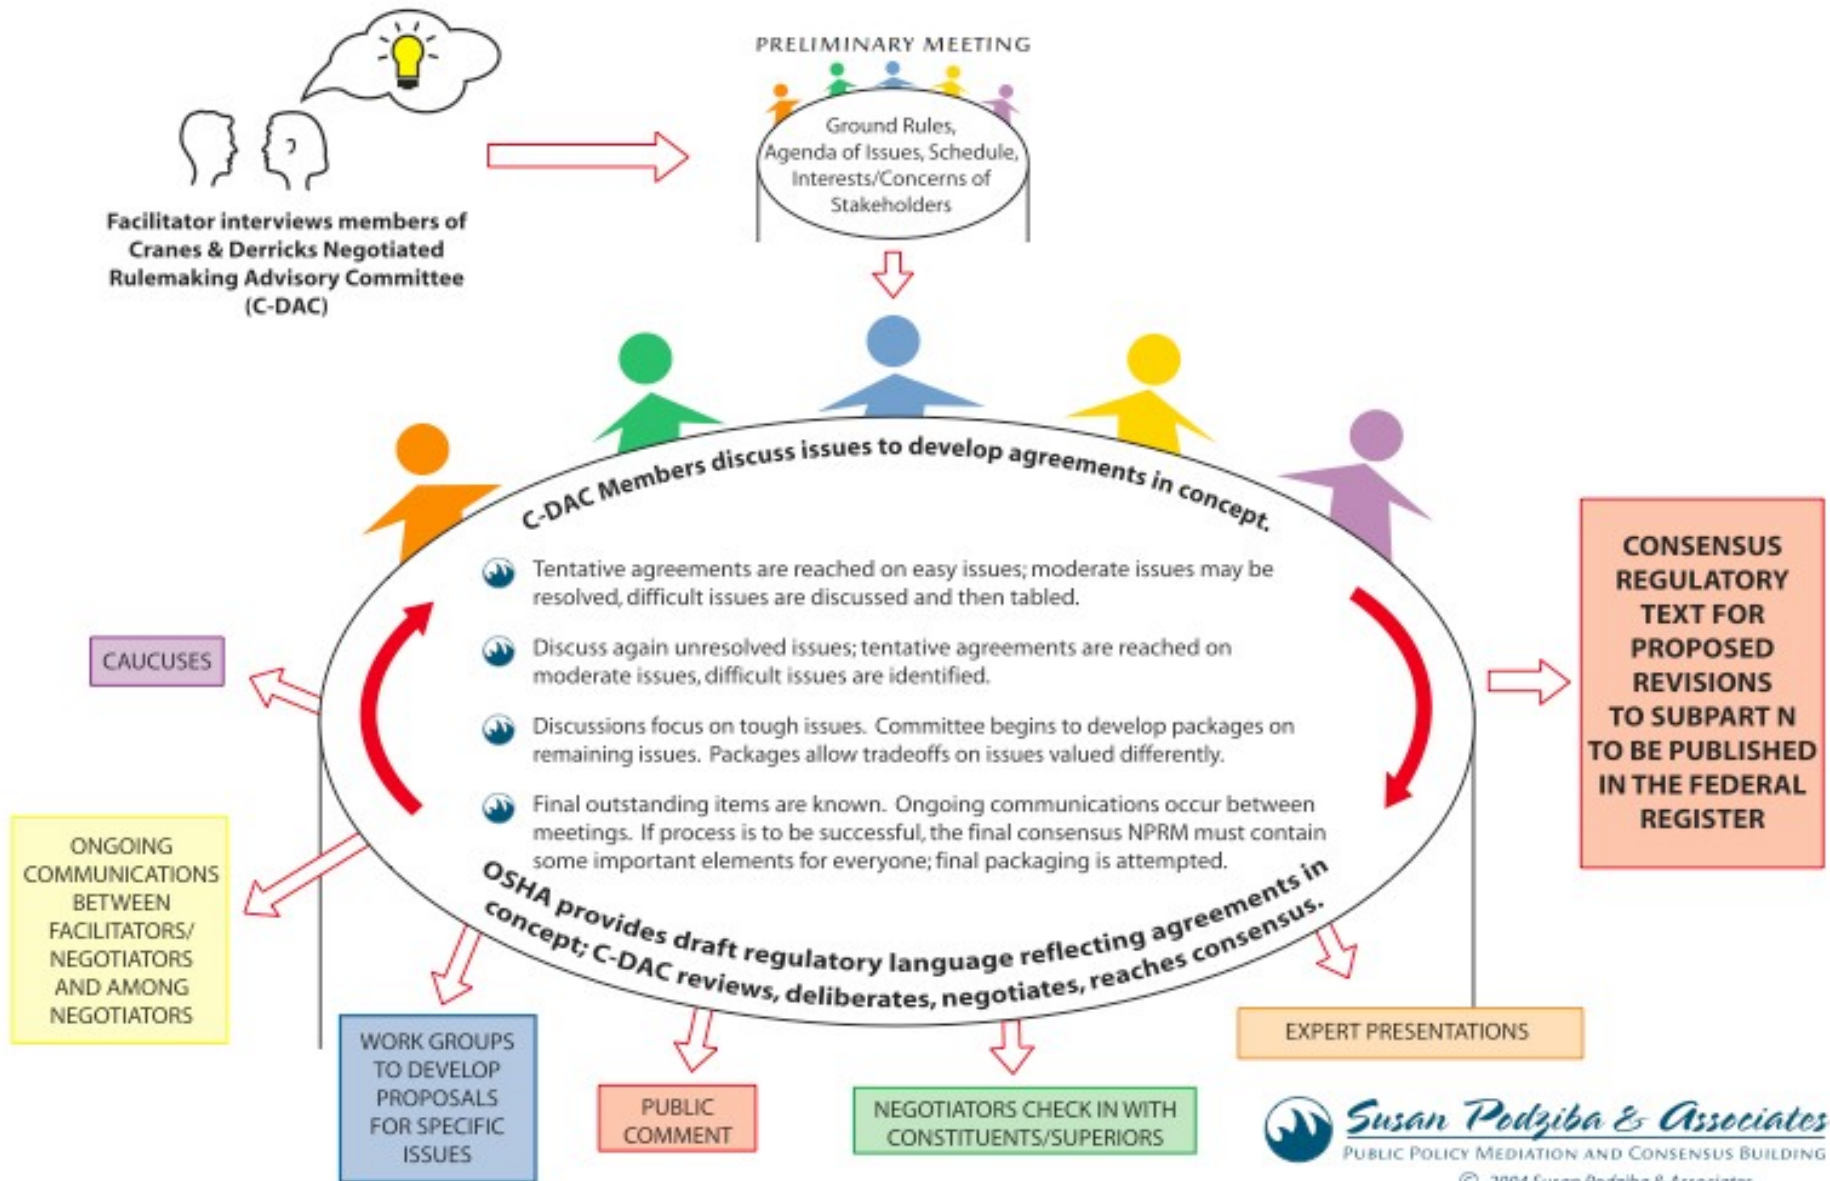 PRELIMINARY MEETING
Ground Rules,
Agenda of Issues, Schedule,
Interests/Concerns of
Stakeholders
Facilitator interviews members of
Cranes & Derricks Negotiated
Rulemaking Advisory Committee
(C-DAC)
C-DAC Members discuss issues to develop agreements in concept.
Tentative agreements are reached on easy issues; moderate issues may be
resolved, difficult issues are discussed and then tabled.
Discuss again unresolved issues; tentative agreements are reached on
moderate issues, difficult issues are identified.
Discussions focus on tough issues. Committee begins to develop packages on
remaining issues. Packages allow tradeoffs on issues valued differently.
Final outstanding items are known. Ongoing communications occur between
meetings. If process is to be successful, the final consensus NPRM must contain
some important elements for everyone; final packaging is attempted.
OSHA provides draft regulatory language reflecting agreements in
concept; C-DAC reviews, deliberates, negotiates, reaches consensus.
CONSENSUS
REGULATORY
TEXT FOR
PROPOSED
REVISIONS
TO SUBPART N
TO BE PUBLISHED
IN THE FEDERAL
REGISTER
CAUCUSES
ONGOING
COMMUNICATIONS
BETWEEN
FACILITATORS/
NEGOTIATORS
AND AMONG
NEGOTIATORS
WORK GROUPS
TO DEVELOP
PROPOSALS
FOR SPECIFIC
ISSUES
PUBLIC
COMMENT
NEGOTIATORS CHECK IN WITH
CONSTITUENTS/SUPERIORS
EXPERT PRESENTATIONS
Susan Podziba & Associates
PUBLIC POLICY MEDIATION AND CONSENSUS BUILDING
© 2004 Susan Podziba & Associates